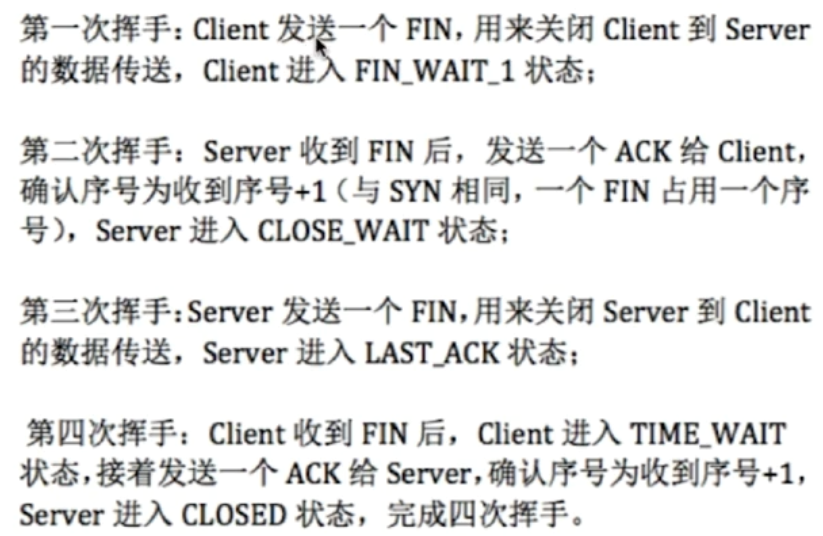 第一次挥手：Client 发送一个 FIN，用来关闭 Client 到 Server
的数据传送，Client 进入 FIN_WAIT_1 状态；
第二次挥手：Server 收到 FIN 后，发送一个 ACK 给 Client，
确认序号为收到序号+1（与 SYN 相同，一个 FIN 占用一个序
号），Server 进入 CLOSE_WAIT 状态；
第三次挥手：Server 发送一个 FIN，用来关闭 Server 到 Client
的数据传送，Server 进入 LAST_ACK 状态；
第四次挥手：Client 收到 FIN 后，Client 进入 TIME_WAIT
状态，接着发送一个 ACK 给 Server，确认序号为收到序号+1，
Server 进入 CLOSED 状态，完成四次挥手。